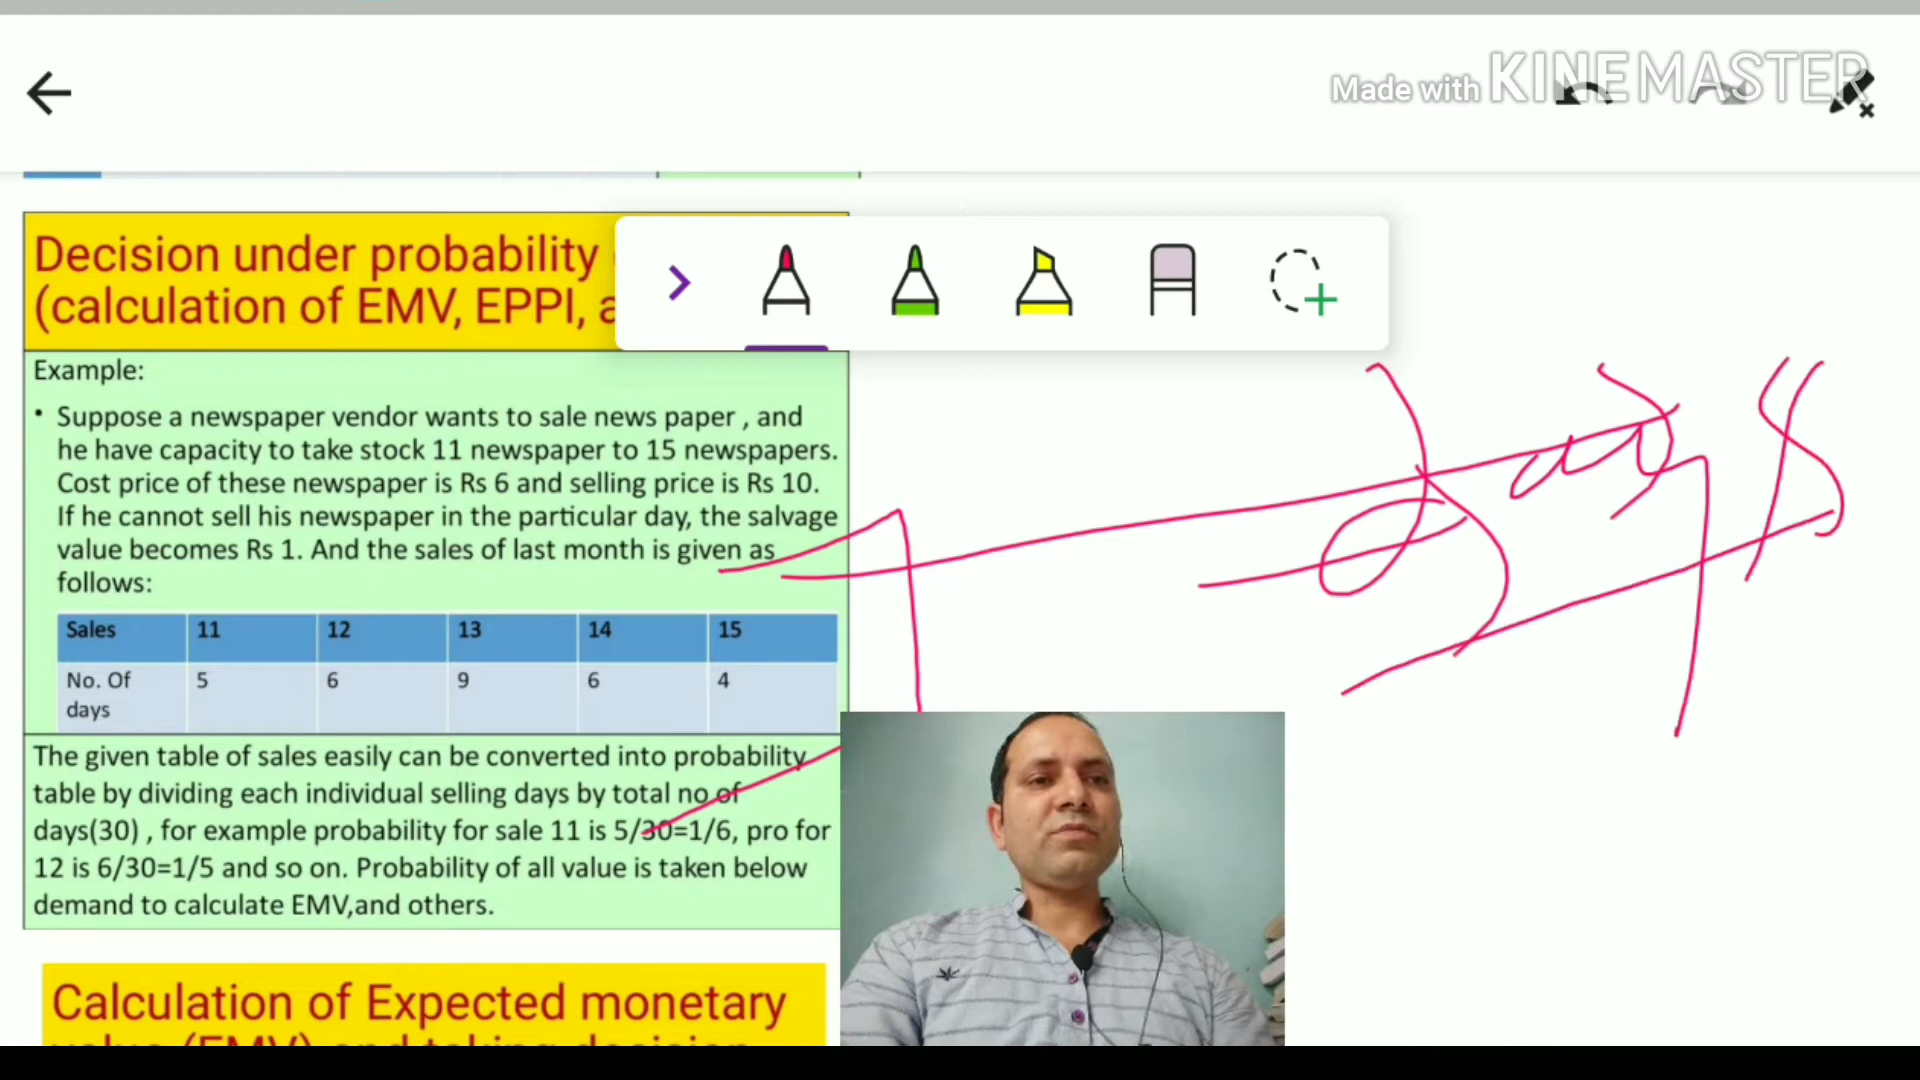 Made with KINEMASTER
Decision under probability
(calculation of EMV, EPPI,
Example:
• Suppose a newspaper vendor wants to sale news paper , and
he have capacity to take stock 11 newspaper to 15 newspapers.
Cost price of these newspaper is Rs 6 and selling price is Rs 10.
If he cannot sell his newspaper in the particular day, the salvage
value becomes Rs 1. And the sales of last month is given as
follows:
Sales 11 12 13 14 15
No. Of days 5 6 9 6 4
The given table of sales easily can be converted into probability
table by dividing each individual selling days by total no of
days(30) , for example probability for sale 11 is 5/30=1/6, pro for
12 is 6/30=1/5 and so on. Probability of all value is taken below
demand to calculate EMV,and others.
Calculation of Expected monetary